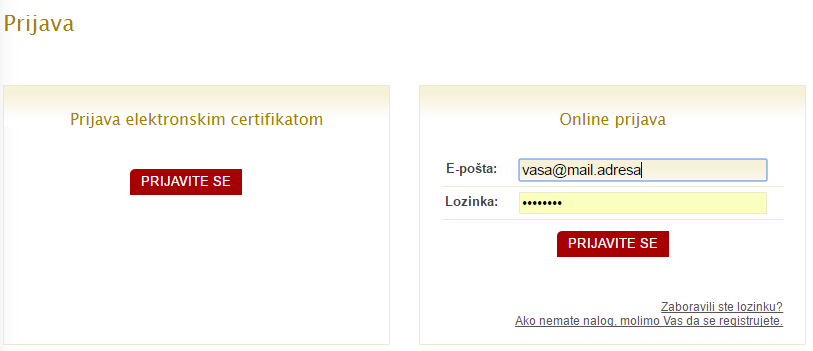 Prijava
Prijava elektronskim certifikatom
PRIJAVITE SE
Online prijava
E-pošta: vasa@mail.adresa
Lozinka: ••••••••
PRIJAVITE SE
Zaboravili ste lozinku?
Ako nemate nalog, molimo Vas da se registrujete.